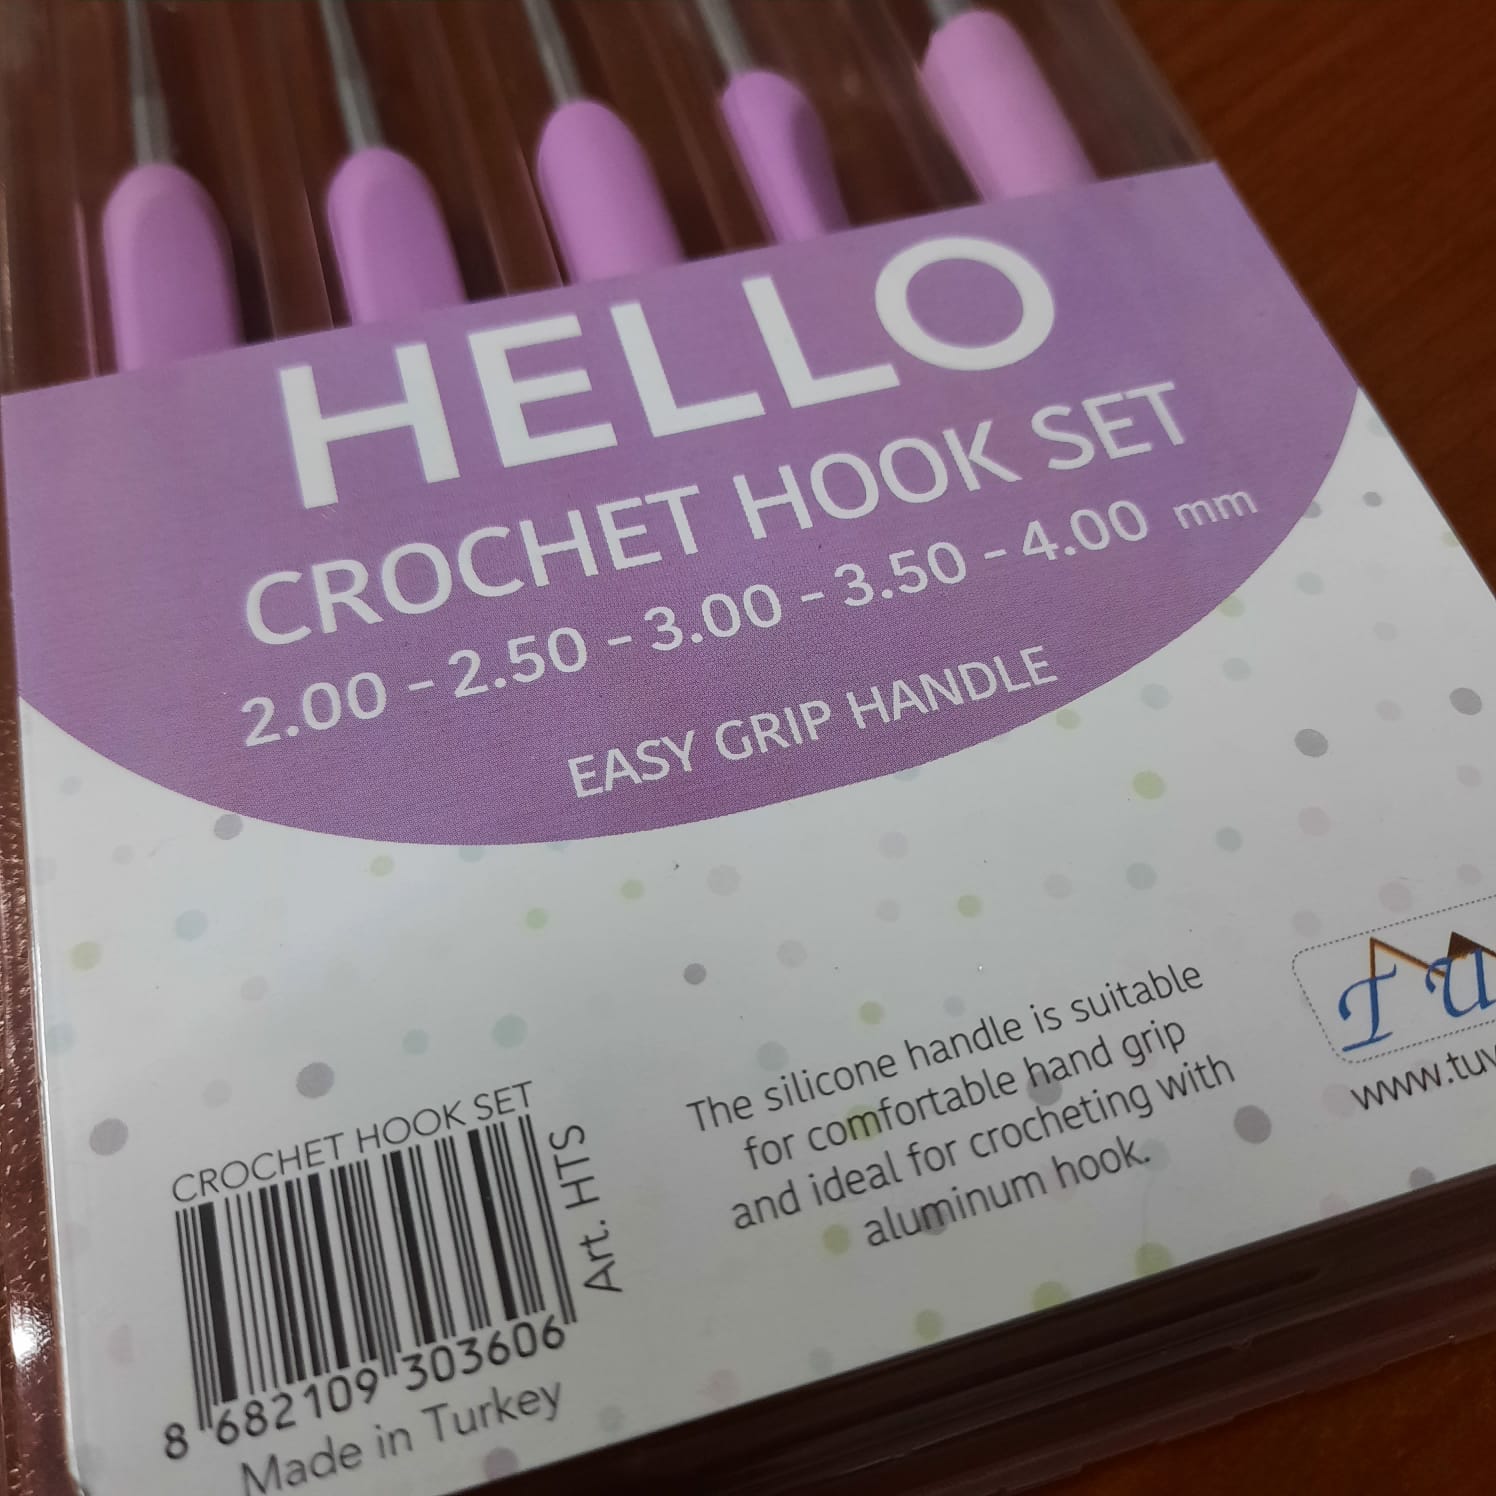 HELLO
CROCHET HOOK SET
2.00 - 2.50 - 3.00 - 3.50 - 4.00 mm
EASY GRIP HANDLE
The silicone handle is suitable
for comfortable hand grip
and ideal for crocheting with
aluminum hook.
www.tuv
CROCHET HOOK SET
Art. HTS
8 682109 303606
Made in Turkey